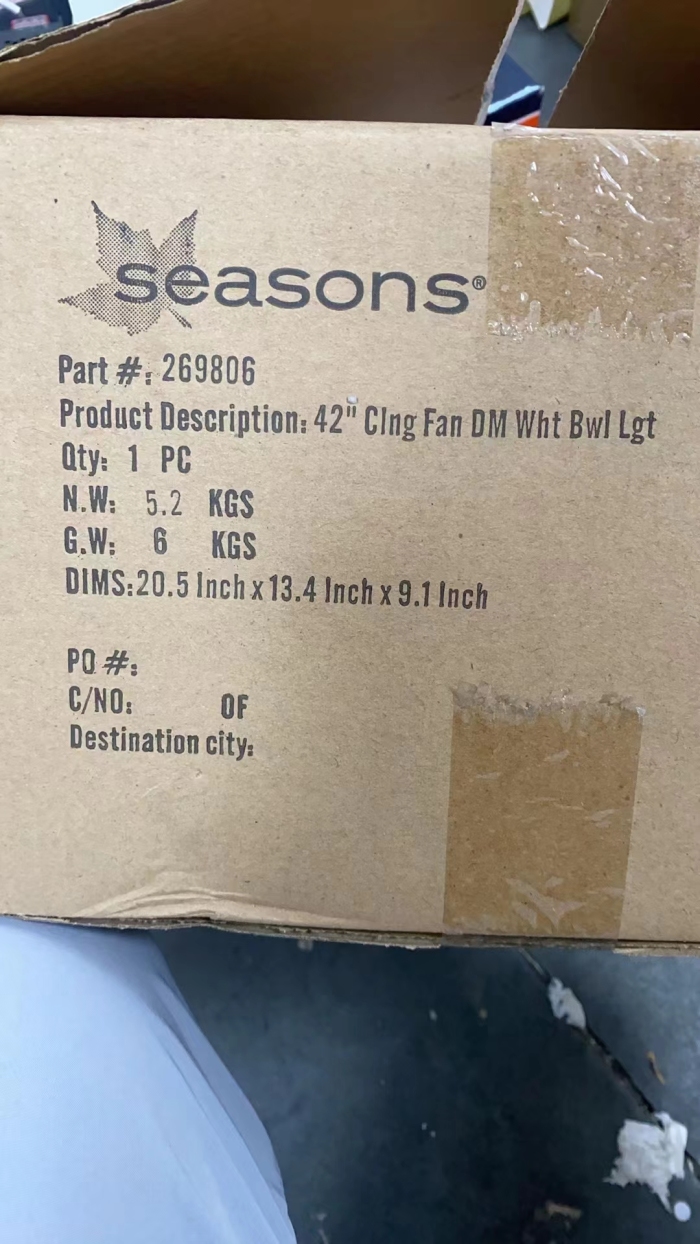 seasons®
Part #: 269806
Product Description: 42" Clng Fan DM Wht Bwl Lgt
Qty: 1 PC
N.W: 5.2 KGS
G.W: 6 KGS
DIMS:20.5 Inch x 13.4 Inch x 9.1 Inch
PO #:
C/NO: OF
Destination city: